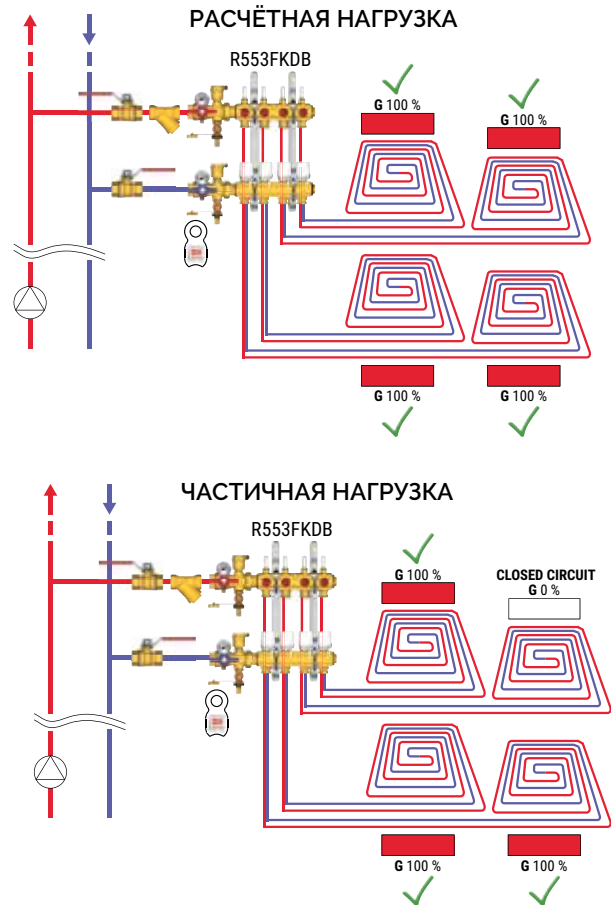 РАСЧЁТНАЯ НАГРУЗКА
R553FKDB
G 100 %
G 100 %
G 100 %
G 100 %
ЧАСТИЧНАЯ НАГРУЗКА
R553FKDB
G 100 %
CLOSED CIRCUIT
G 0 %
G 100 %
G 100 %